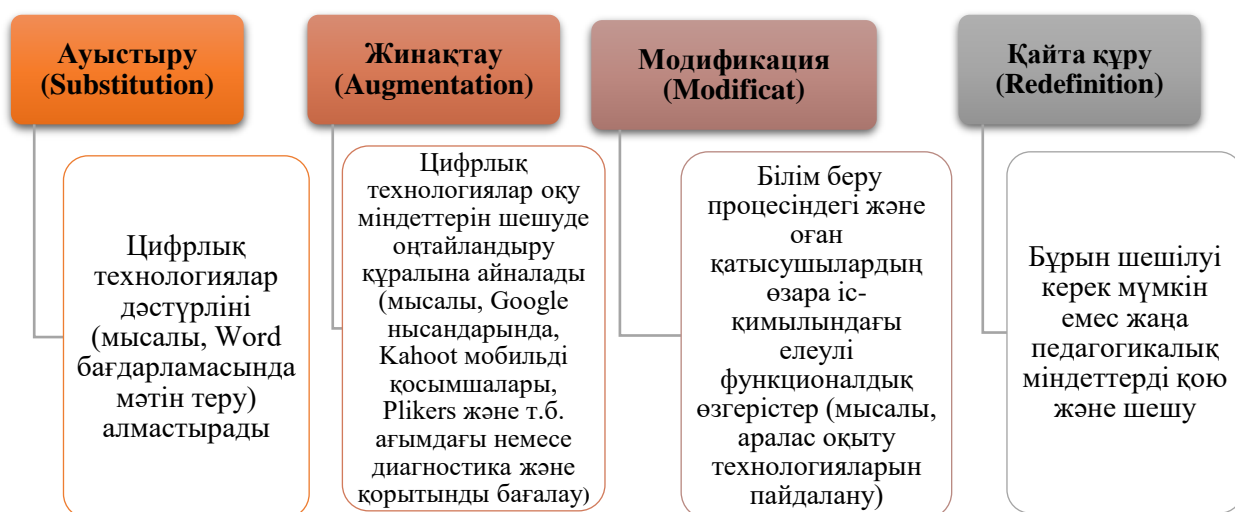 Ауыстыру
(Substitution)
Цифрлық
технологиялар
дәстүрліні
(мысалы, Word
бағдарламасында
мәтін теру)
алмастырады
Жинақтау
(Augmentation)
Цифрлық
технологиялар оқу
міндеттерін шешуде
оңтайландыру
құралына айналады
(мысалы, Google
нысандарында,
Kahoot мобильді
қосымшалары,
Plikers және т.б.
ағымдағы немесе
диагностика және
қорытынды бағалау)
Модификация
(Modificat)
Білім беру
процесіндегі және
оған
қатысушылардың
өзара іс-
қимылындағы
елеулі
функционалдық
өзгерістер (мысалы,
аралас оқыту
технологияларын
пайдалану)
Қайта құру
(Redefinition)
Бұрын шешілуі
керек мүмкін
емес жаңа
педагогикалық
міндеттерді қою
және шешу